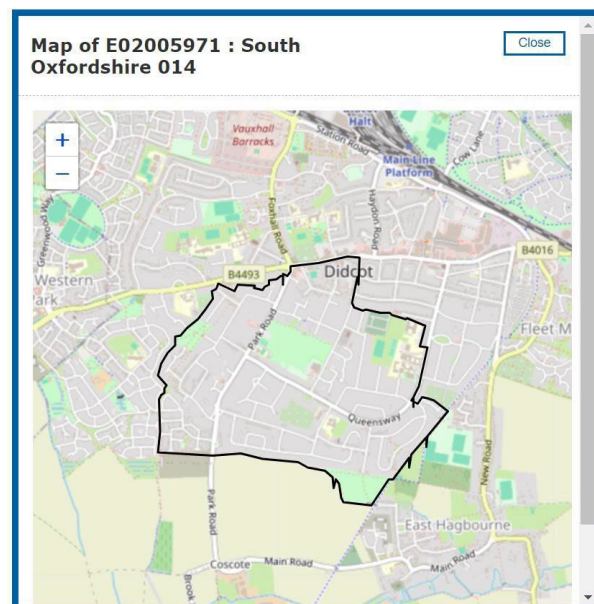 Map of E02005971 : South
Oxfordshire 014
Close
+
−
Vauxhall
Barracks
Halt
Station Road
Main Line
Platform
Cow Lane
Haydon Road
Foxhall Road
Greenwood Way
B4016
B4493
Didcot
Western
Park Road
Fleet M
Queensway
New Road
Park Road
East Hagbourne
Coscote
Main Road
Main Road
Brook